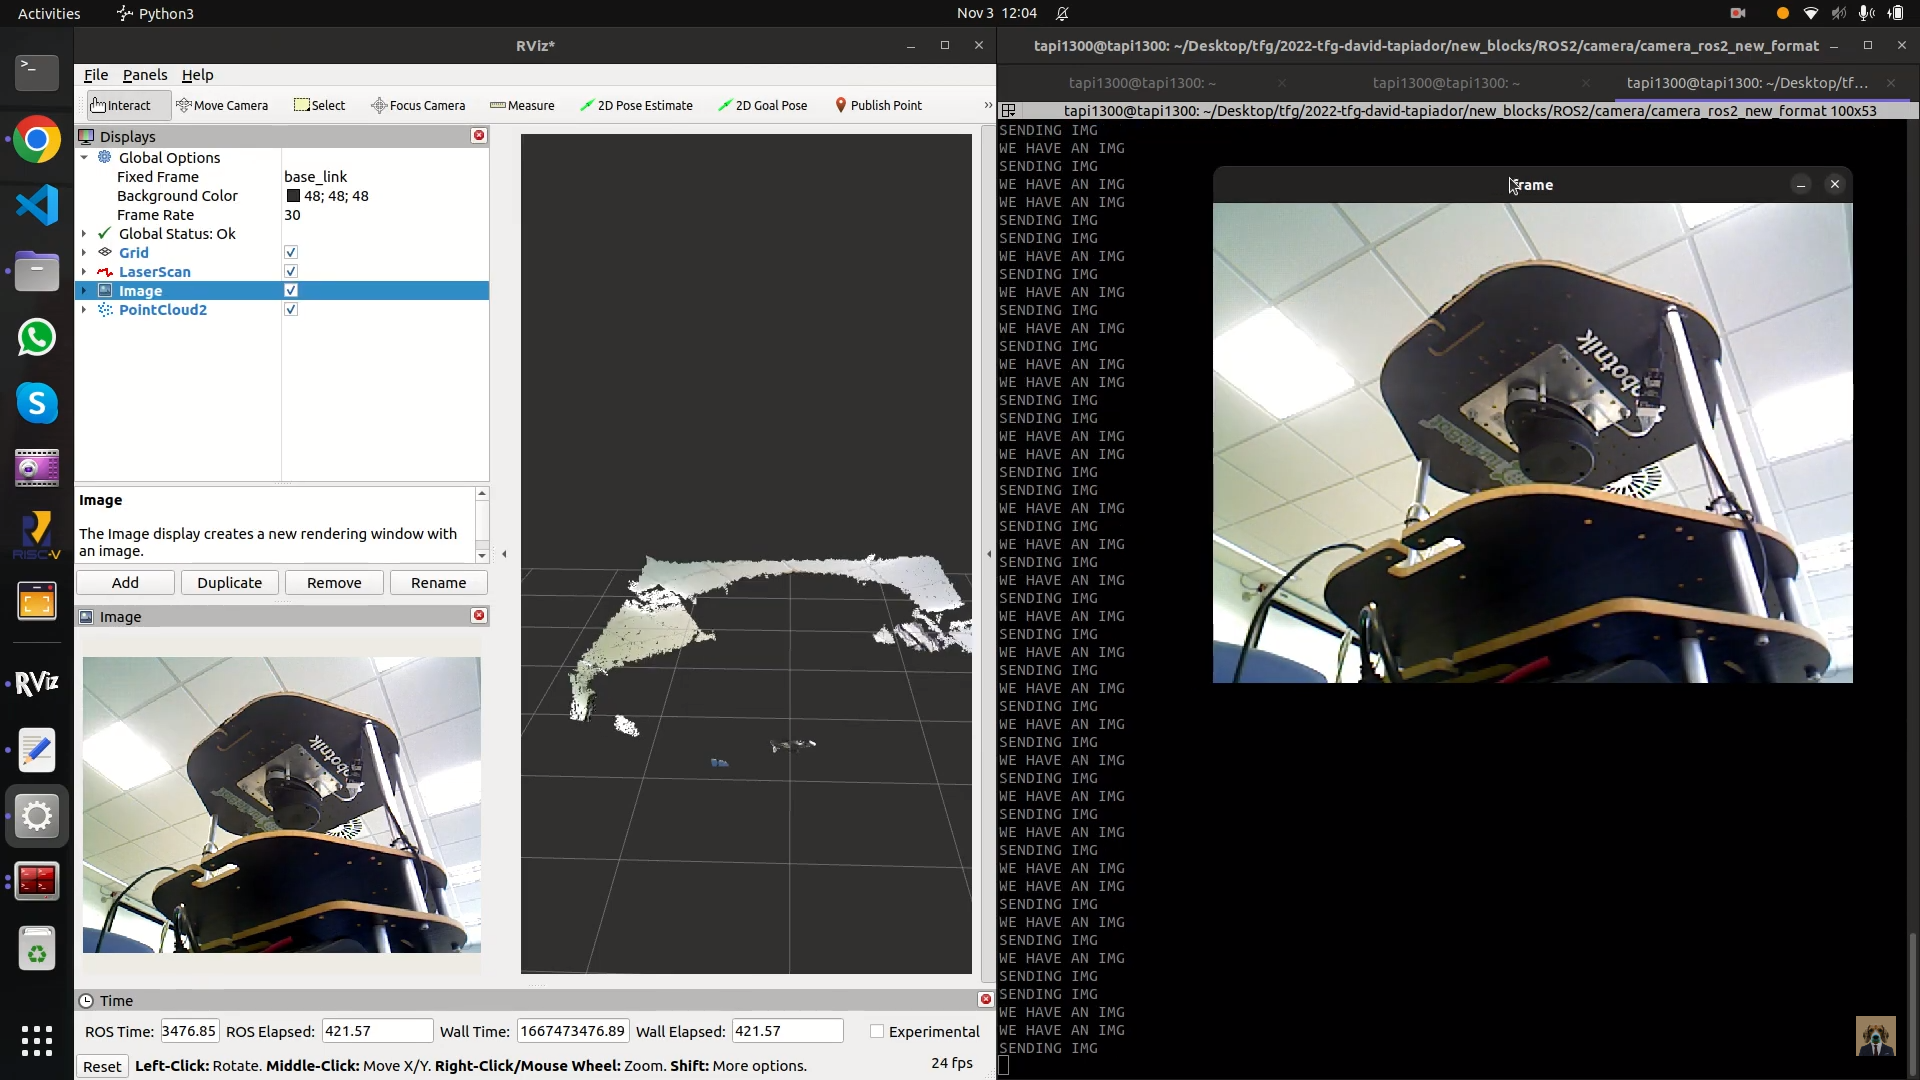 Activities
Python3
Nov 3 12:04
RViz*
File Panels Help
Interact
Move Camera
Select
Focus Camera
Measure
2D Pose Estimate
2D Goal Pose
Publish Point
»
Displays
Global Options
Fixed Frame base_link
Background Color 48; 48; 48
Frame Rate 30
Global Status: Ok
Grid
LaserScan
Image
PointCloud2
Image
The Image display creates a new rendering window with
an image.
Add Duplicate Remove Rename
Image
robotnik
Time
ROS Time: 3476.85 ROS Elapsed: 421.57 Wall Time: 1667473476.89 Wall Elapsed: 421.57 Experimental
Reset Left-Click: Rotate. Middle-Click: Move X/Y. Right-Click/Mouse Wheel: Zoom. Shift: More options. 24 fps
RISC-V
RViz
tapi1300@tapi1300: ~/Desktop/tfg/2022-tfg-david-tapiador/new_blocks/ROS2/camera/camera_ros2_new_format
tapi1300@tapi1300: ~
tapi1300@tapi1300: ~
tapi1300@tapi1300: ~/Desktop/tf...
tapi1300@tapi1300: ~/Desktop/tfg/2022-tfg-david-tapiador/new_blocks/ROS2/camera/camera_ros2_new_format 100x53
SENDING IMG
WE HAVE AN IMG
SENDING IMG
WE HAVE AN IMG
WE HAVE AN IMG
SENDING IMG
SENDING IMG
WE HAVE AN IMG
SENDING IMG
WE HAVE AN IMG
SENDING IMG
WE HAVE AN IMG
SENDING IMG
WE HAVE AN IMG
WE HAVE AN IMG
SENDING IMG
SENDING IMG
WE HAVE AN IMG
WE HAVE AN IMG
SENDING IMG
SENDING IMG
WE HAVE AN IMG
SENDING IMG
WE HAVE AN IMG
SENDING IMG
WE HAVE AN IMG
SENDING IMG
WE HAVE AN IMG
SENDING IMG
WE HAVE AN IMG
SENDING IMG
WE HAVE AN IMG
SENDING IMG
WE HAVE AN IMG
SENDING IMG
WE HAVE AN IMG
SENDING IMG
WE HAVE AN IMG
SENDING IMG
WE HAVE AN IMG
SENDING IMG
WE HAVE AN IMG
WE HAVE AN IMG
SENDING IMG
WE HAVE AN IMG
SENDING IMG
WE HAVE AN IMG
SENDING IMG
SENDING IMG
WE HAVE AN IMG
WE HAVE AN IMG
SENDING IMG
frame
robotnik